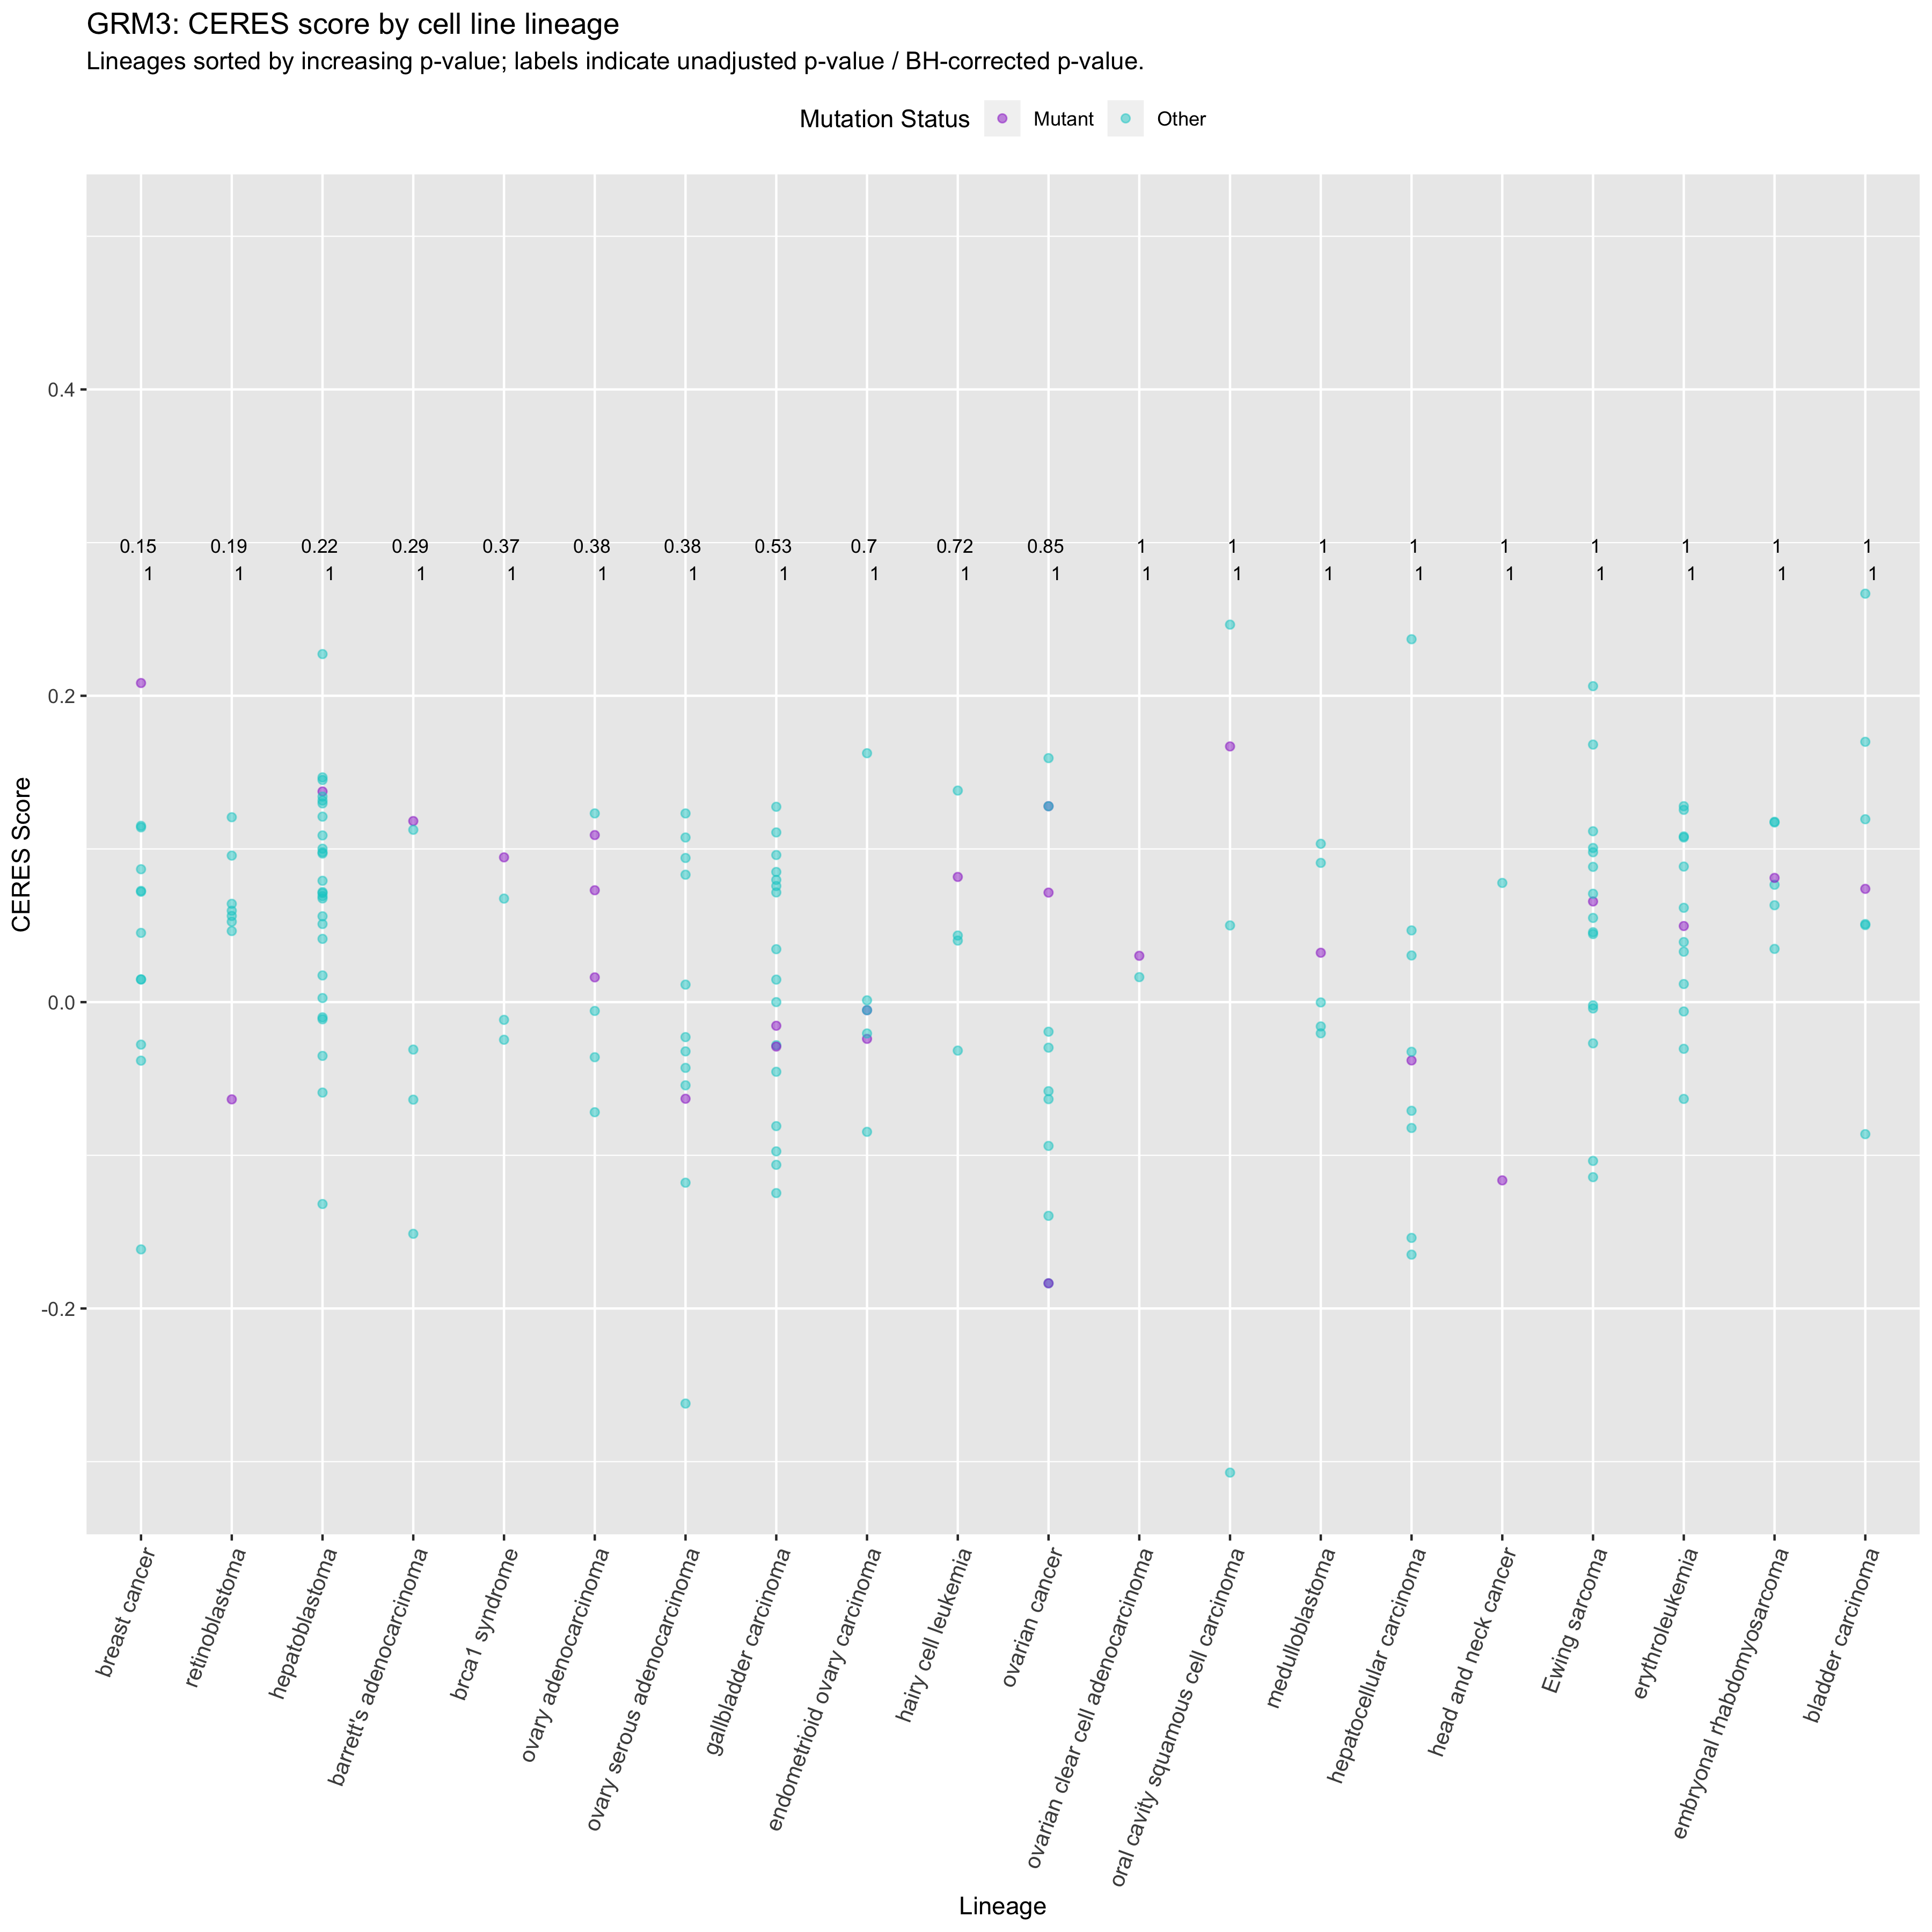 GRM3: CERES score by cell line lineage
Lineages sorted by increasing p-value; labels indicate unadjusted p-value / BH-corrected p-value.
Mutation Status Mutant Other
0.4
0.15 0.19 0.22 0.29 0.37 0.38 0.38 0.53 0.7 0.72 0.85 1 1 1 1 1 1 1 1 1
1 1 1 1 1 1 1 1 1 1 1 1 1 1 1 1 1 1 1 1
0.2
CERES Score
0.0
-0.2
breast cancer
retinoblastoma
hepatoblastoma
barrett's adenocarcinoma
brca1 syndrome
ovary adenocarcinoma
ovary serous adenocarcinoma
gallbladder carcinoma
endometrioid ovary carcinoma
hairy cell leukemia
ovarian cancer
ovarian clear cell adenocarcinoma
oral cavity squamous cell carcinoma
medulloblastoma
hepatocellular carcinoma
head and neck cancer
Ewing sarcoma
erythroleukemia
embryonal rhabdomyosarcoma
bladder carcinoma
Lineage